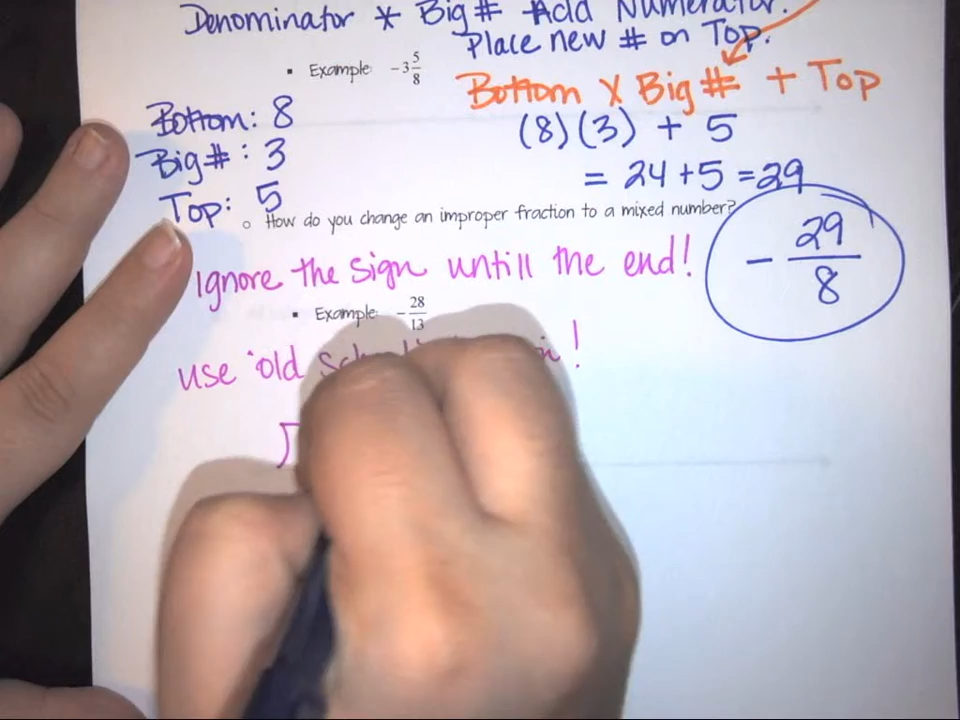 Denominator * Big # Add Numerator.
Place new # on Top.
▪ Example: -3 5/8
Bottom X Big # + Top
Bottom: 8
(8)(3) + 5
Big #: 3
= 24 + 5 = 29
Top: 5
○ How do you change an improper fraction to a mixed number?
- 29/8
Ignore the sign untill the end!
▪ Example: -28/13
use "old